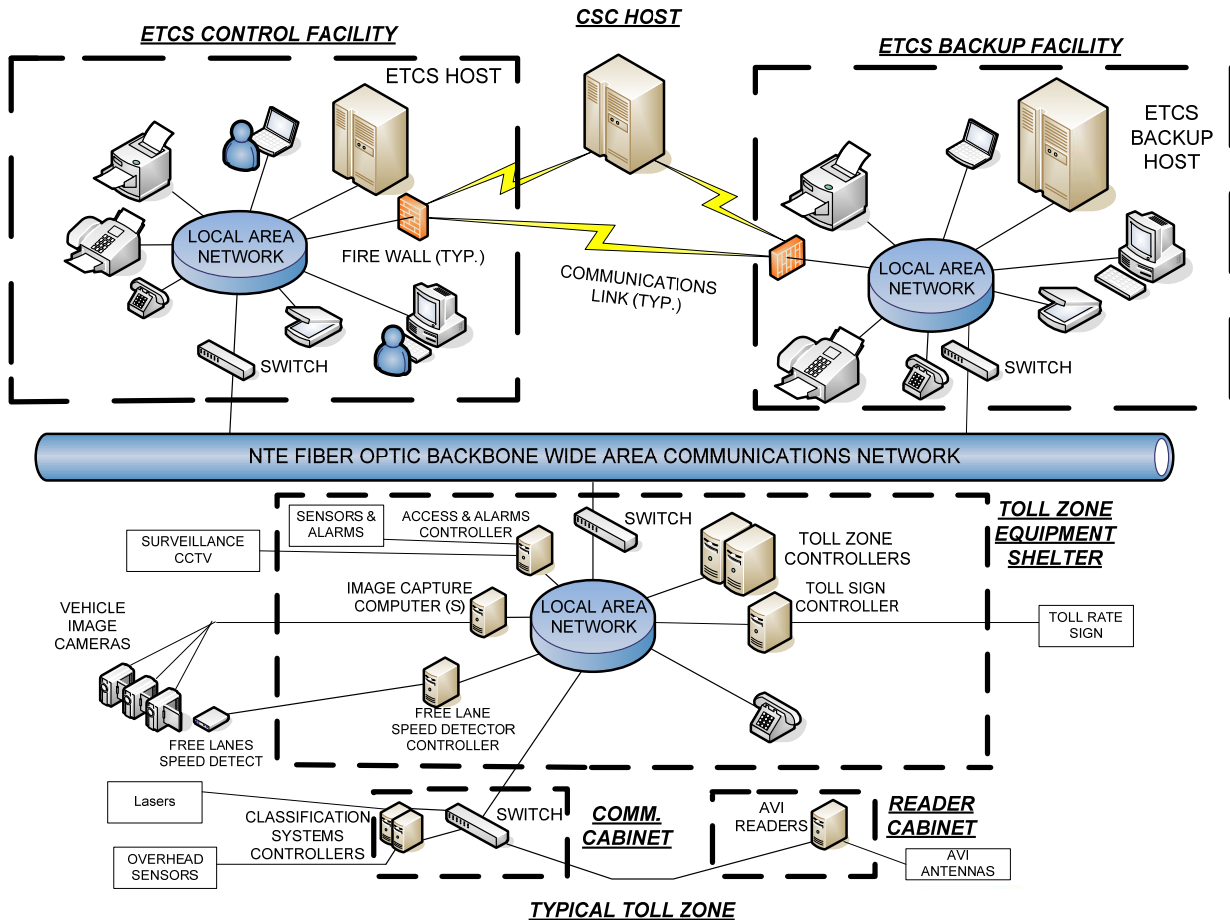 CSC HOST
ETCS CONTROL FACILITY
ETCS BACKUP FACILITY
ETCS HOST
ETCS
BACKUP
HOST
LOCAL AREA
NETWORK
FIRE WALL (TYP.)
COMMUNICATIONS
LINK (TYP.)
LOCAL AREA
NETWORK
SWITCH
SWITCH
NTE FIBER OPTIC BACKBONE WIDE AREA COMMUNICATIONS NETWORK
SENSORS &
ALARMS
ACCESS & ALARMS
CONTROLLER
SWITCH
TOLL ZONE
EQUIPMENT
SHELTER
SURVEILLANCE
CCTV
TOLL ZONE
CONTROLLERS
IMAGE CAPTURE
COMPUTER (S)
LOCAL AREA
NETWORK
TOLL SIGN
CONTROLLER
VEHICLE
IMAGE
CAMERAS
TOLL RATE
SIGN
FREE LANE
SPEED DETECTOR
CONTROLLER
FREE LANES
SPEED DETECT
Lasers
CLASSIFICATION
SYSTEMS
CONTROLLERS
SWITCH
COMM.
CABINET
AVI
READERS
READER
CABINET
OVERHEAD
SENSORS
AVI
ANTENNAS
TYPICAL TOLL ZONE